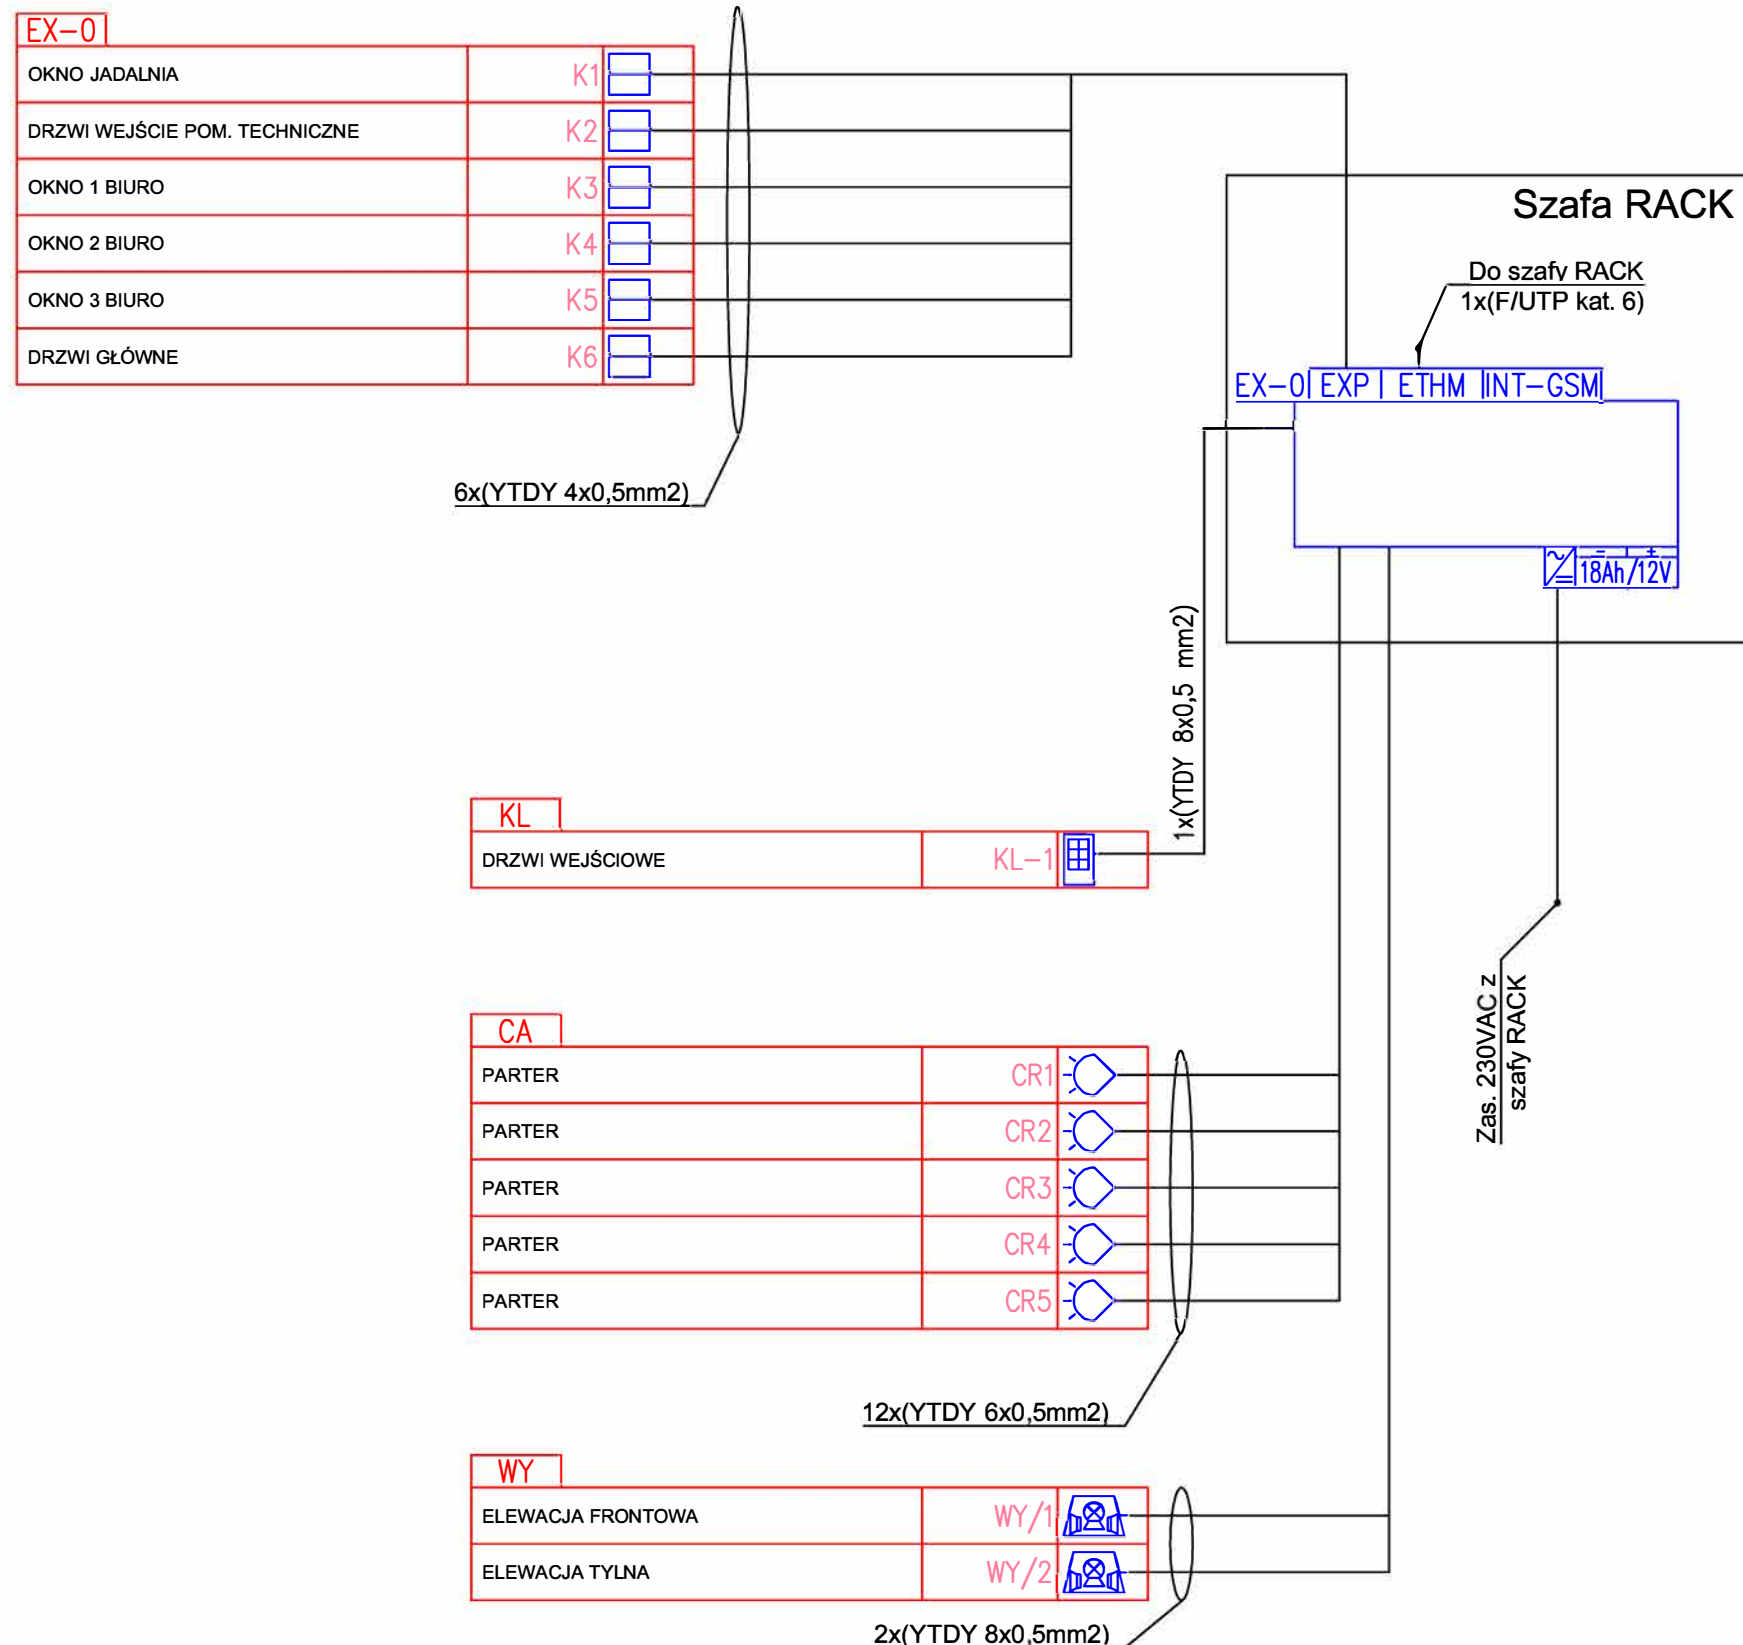 EX-0
OKNO JADALNIA K1
DRZWI WEJŚCIE POM. TECHNICZNE K2
OKNO 1 BIURO K3
OKNO 2 BIURO K4
OKNO 3 BIURO K5
DRZWI GŁÓWNE K6
6x(YTDY 4x0,5mm2)
Szafa RACK
Do szafy RACK
1x(F/UTP kat. 6)
EX-0 EXP ETHM INT-GSM
18Ah/12V
1x(YTDY 8x0,5 mm2)
KL
DRZWI WEJŚCIOWE KL-1
Zas. 230VAC z
szafy RACK
CA
PARTER CR1
PARTER CR2
PARTER CR3
PARTER CR4
PARTER CR5
12x(YTDY 6x0,5mm2)
WY
ELEWACJA FRONTOWA WY/1
ELEWACJA TYLNA WY/2
2x(YTDY 8x0,5mm2)